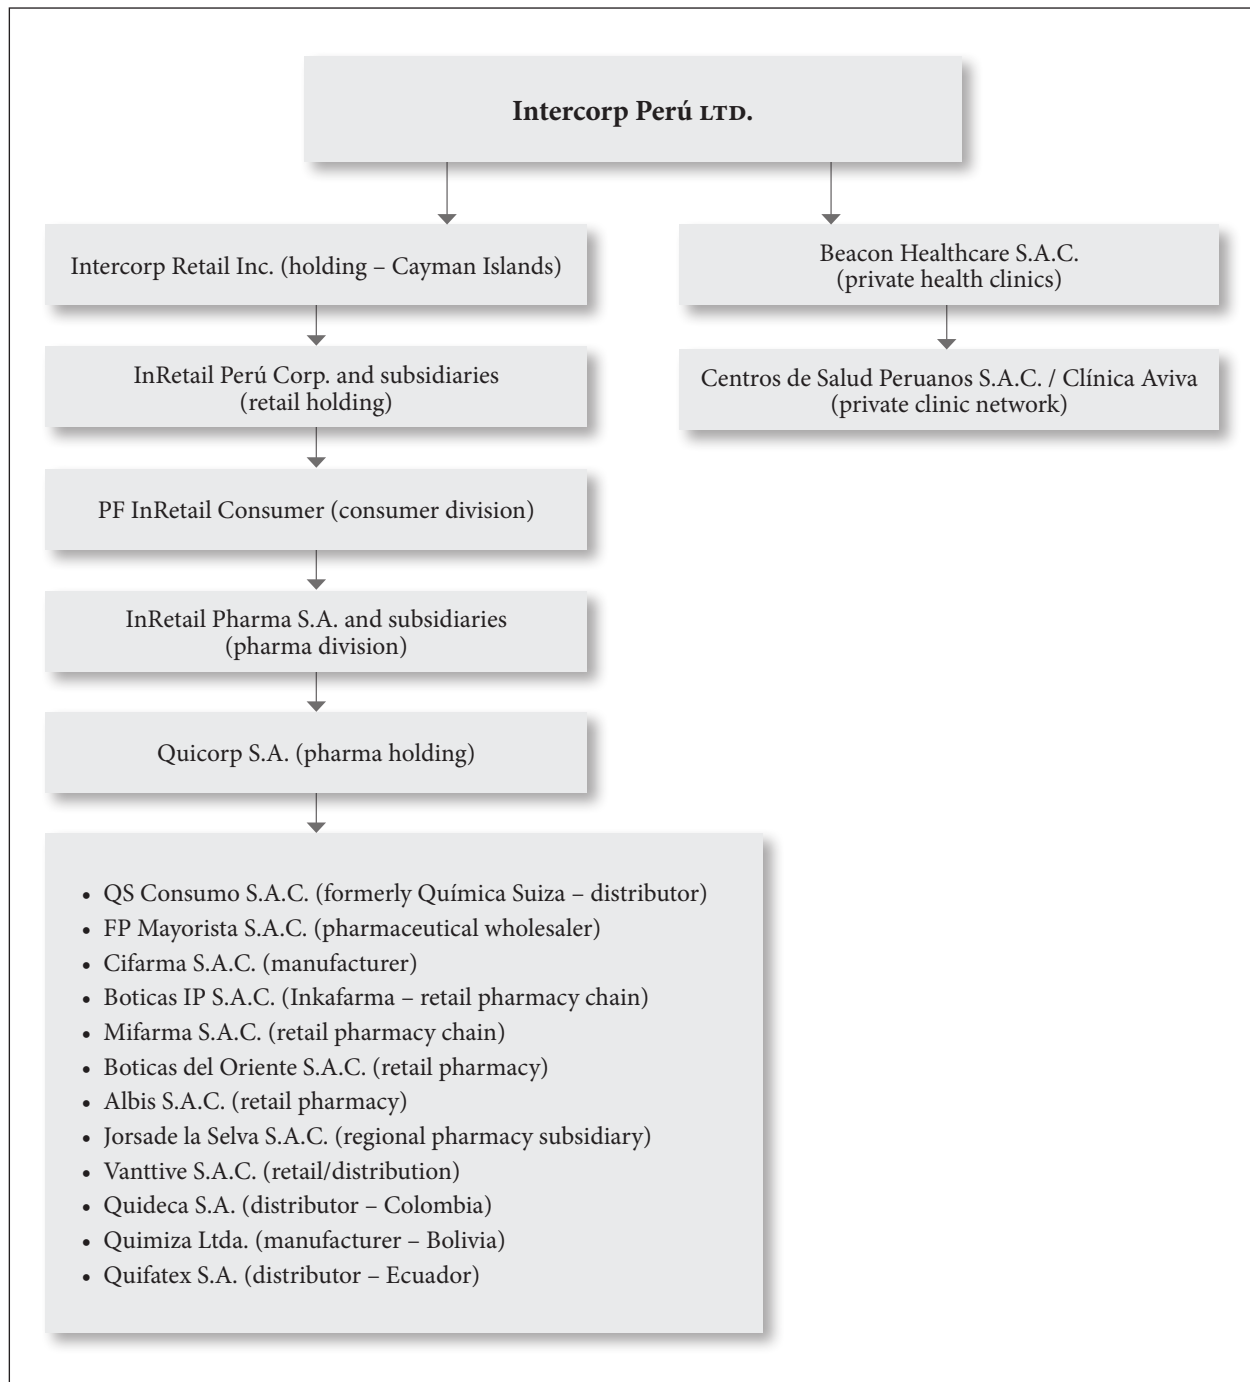 Intercorp Perú LTD.
Intercorp Retail Inc. (holding – Cayman Islands)
InRetail Perú Corp. and subsidiaries
(retail holding)
PF InRetail Consumer (consumer division)
InRetail Pharma S.A. and subsidiaries
(pharma division)
Quicorp S.A. (pharma holding)
• QS Consumo S.A.C. (formerly Química Suiza – distributor)
• FP Mayorista S.A.C. (pharmaceutical wholesaler)
• Cifarma S.A.C. (manufacturer)
• Boticas IP S.A.C. (Inkafarma – retail pharmacy chain)
• Mifarma S.A.C. (retail pharmacy chain)
• Boticas del Oriente S.A.C. (retail pharmacy)
• Albis S.A.C. (retail pharmacy)
• Jorsade la Selva S.A.C. (regional pharmacy subsidiary)
• Vanttive S.A.C. (retail/distribution)
• Quideca S.A. (distributor – Colombia)
• Quimiza Ltda. (manufacturer – Bolivia)
• Quifatex S.A. (distributor – Ecuador)
Beacon Healthcare S.A.C.
(private health clinics)
Centros de Salud Peruanos S.A.C. / Clínica Aviva
(private clinic network)